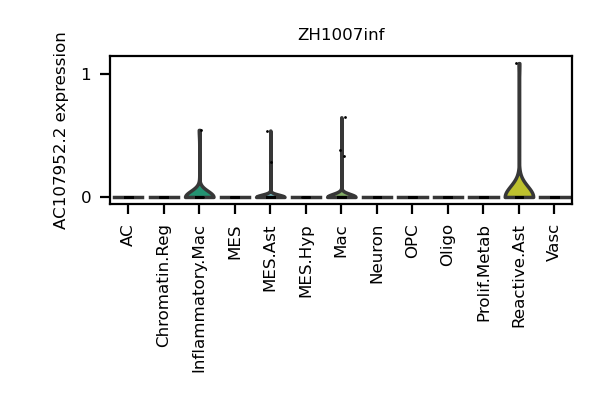 ZH1007inf
AC107952.2 expression
1
0
AC
Chromatin.Reg
Inflammatory.Mac
MES
MES.Ast
MES.Hyp
Mac
Neuron
OPC
Oligo
Prolif.Metab
Reactive.Ast
Vasc